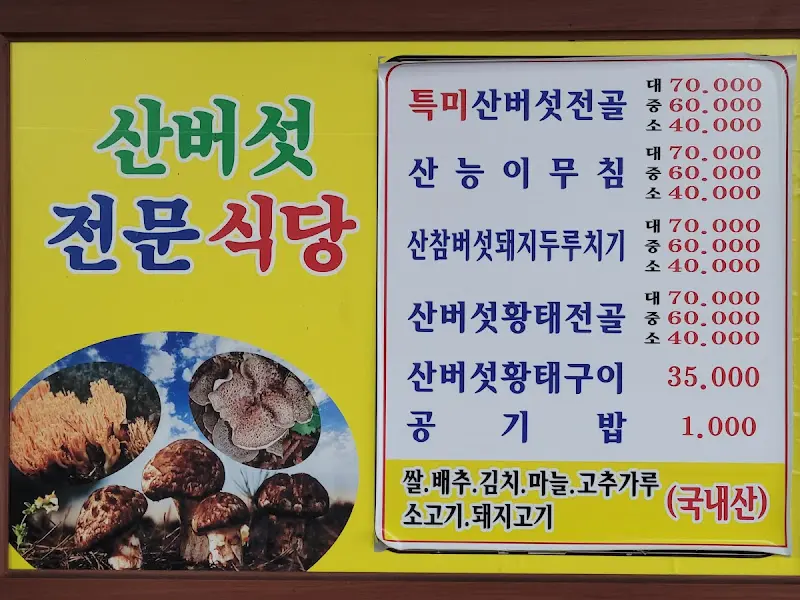 산버섯
전문식당
특미산버섯전골 대 70.000
중 60.000
소 40.000
산능이무침 대 70.000
중 60.000
소 40.000
산참버섯돼지두루치기 대 70.000
중 60.000
소 40.000
산버섯황태전골 대 70.000
중 60.000
소 40.000
산버섯황태구이 35.000
공기밥 1.000
쌀.배추.김치.마늘.고추가루
소고기.돼지고기
(국내산)